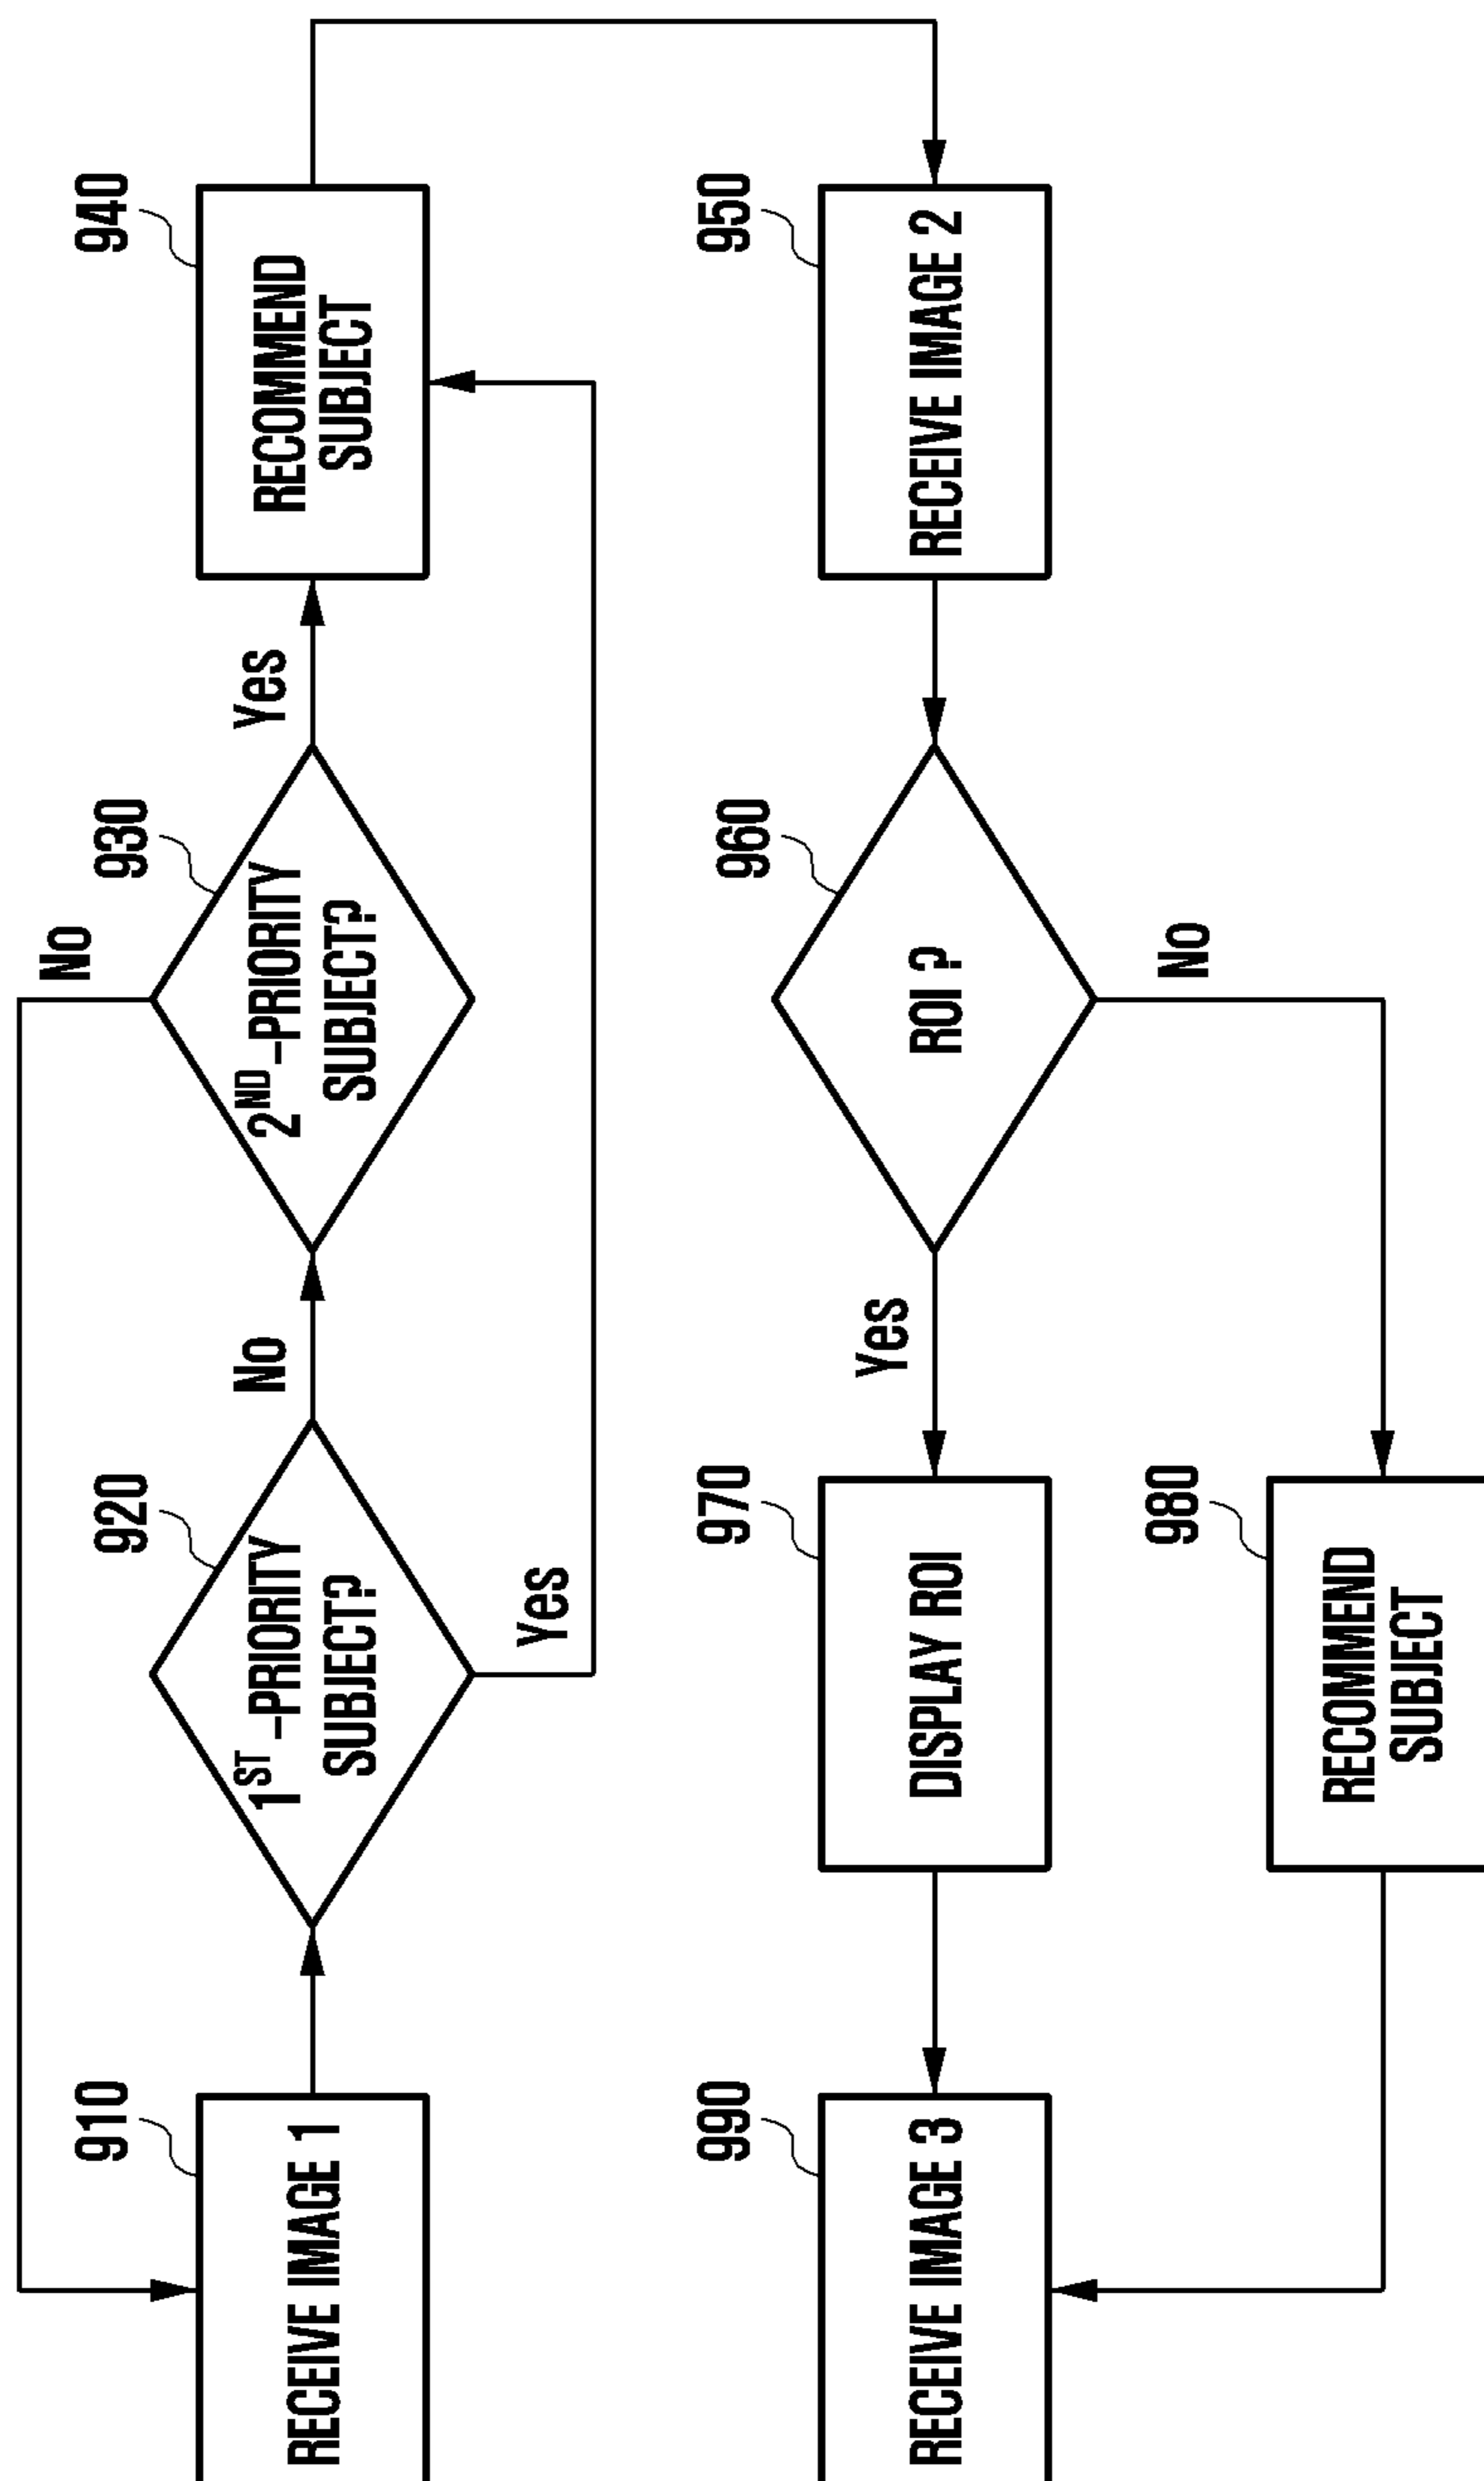 910
RECEIVE IMAGE 1
920
1ST-PRIORITY
SUBJECT?
No
Yes
930
2ND-PRIORITY
SUBJECT?
No
Yes
940
RECOMMEND
SUBJECT
950
RECEIVE IMAGE 2
960
ROI ?
Yes
No
970
DISPLAY ROI
980
RECOMMEND
SUBJECT
990
RECEIVE IMAGE 3